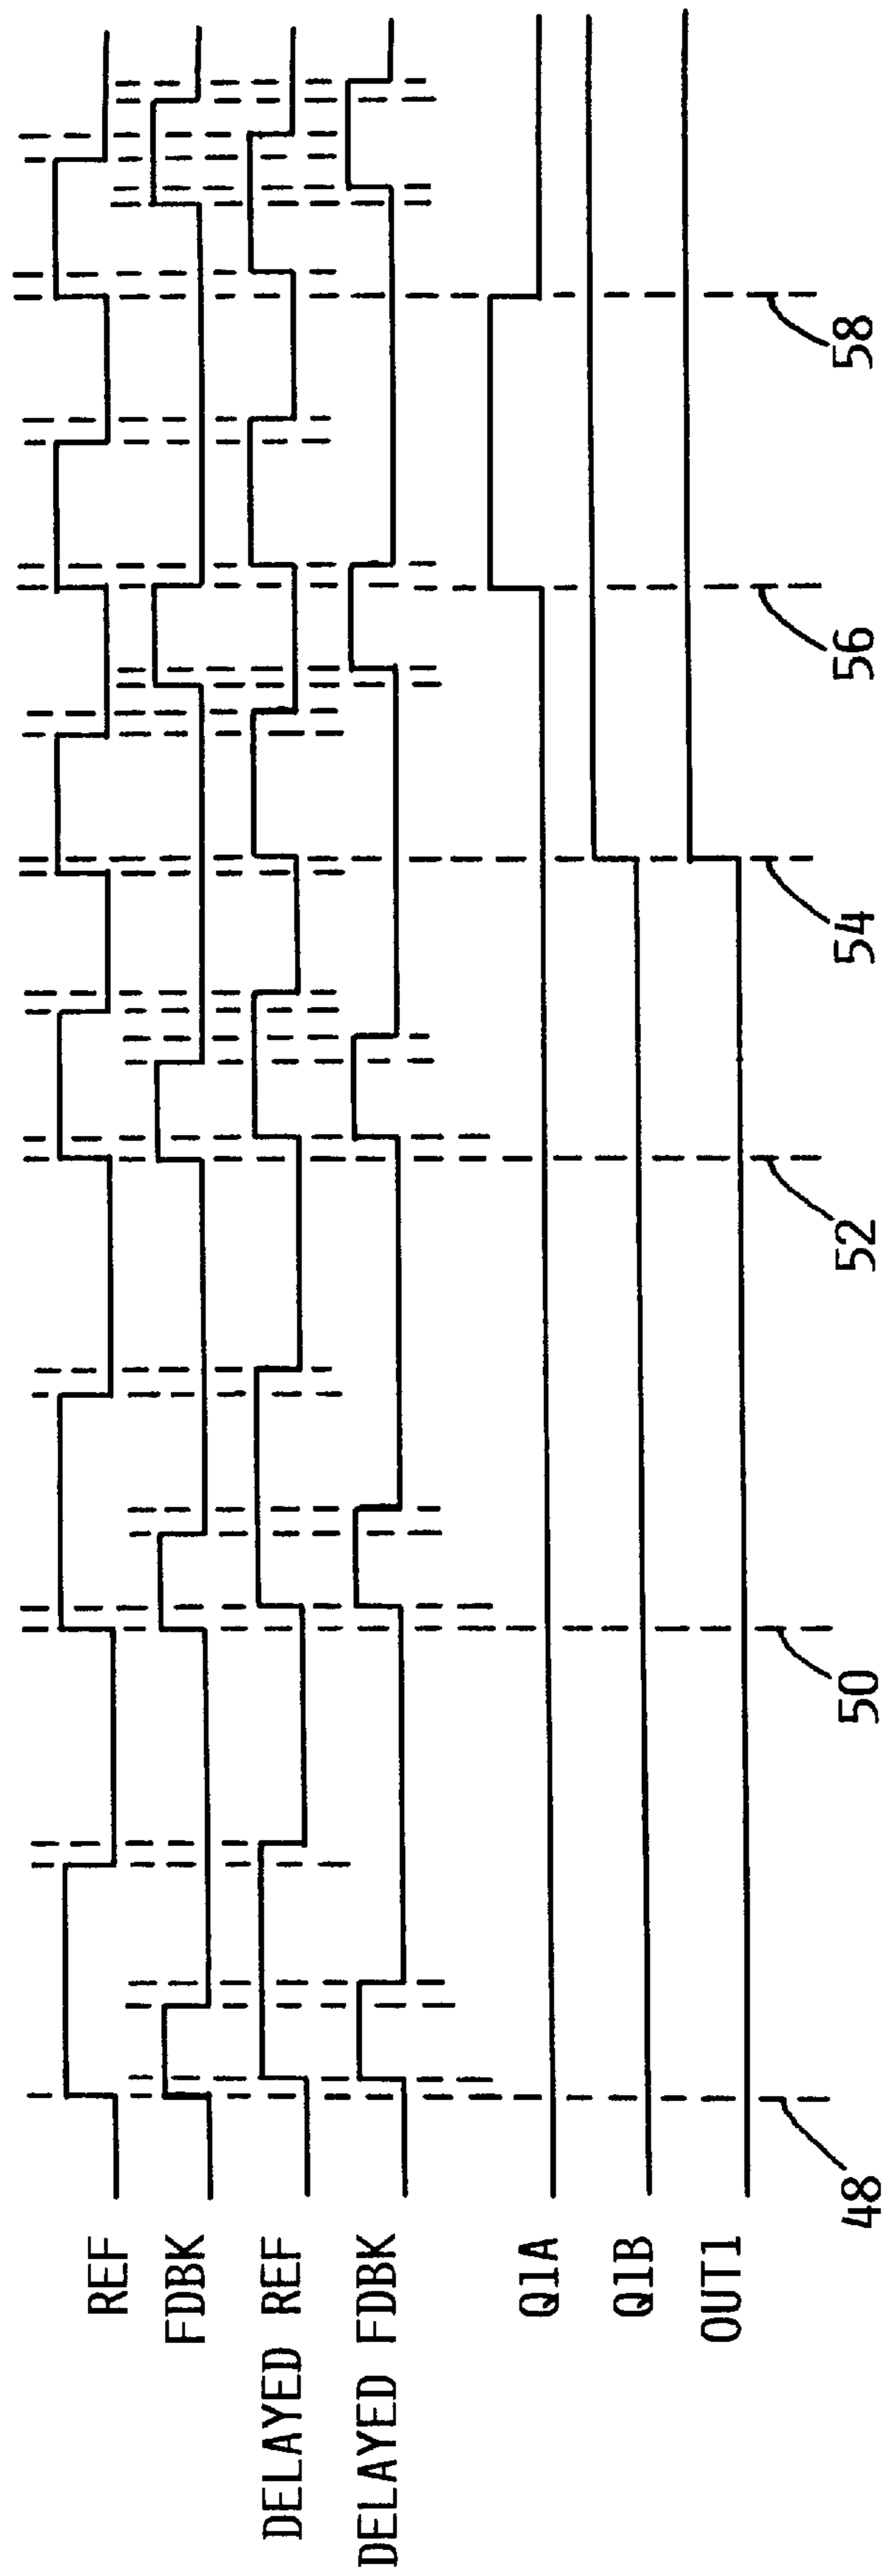 REF
FDBK
DELAYED REF
DELAYED FDBK
Q1A
Q1B
OUT1
48
50
52
54
56
58